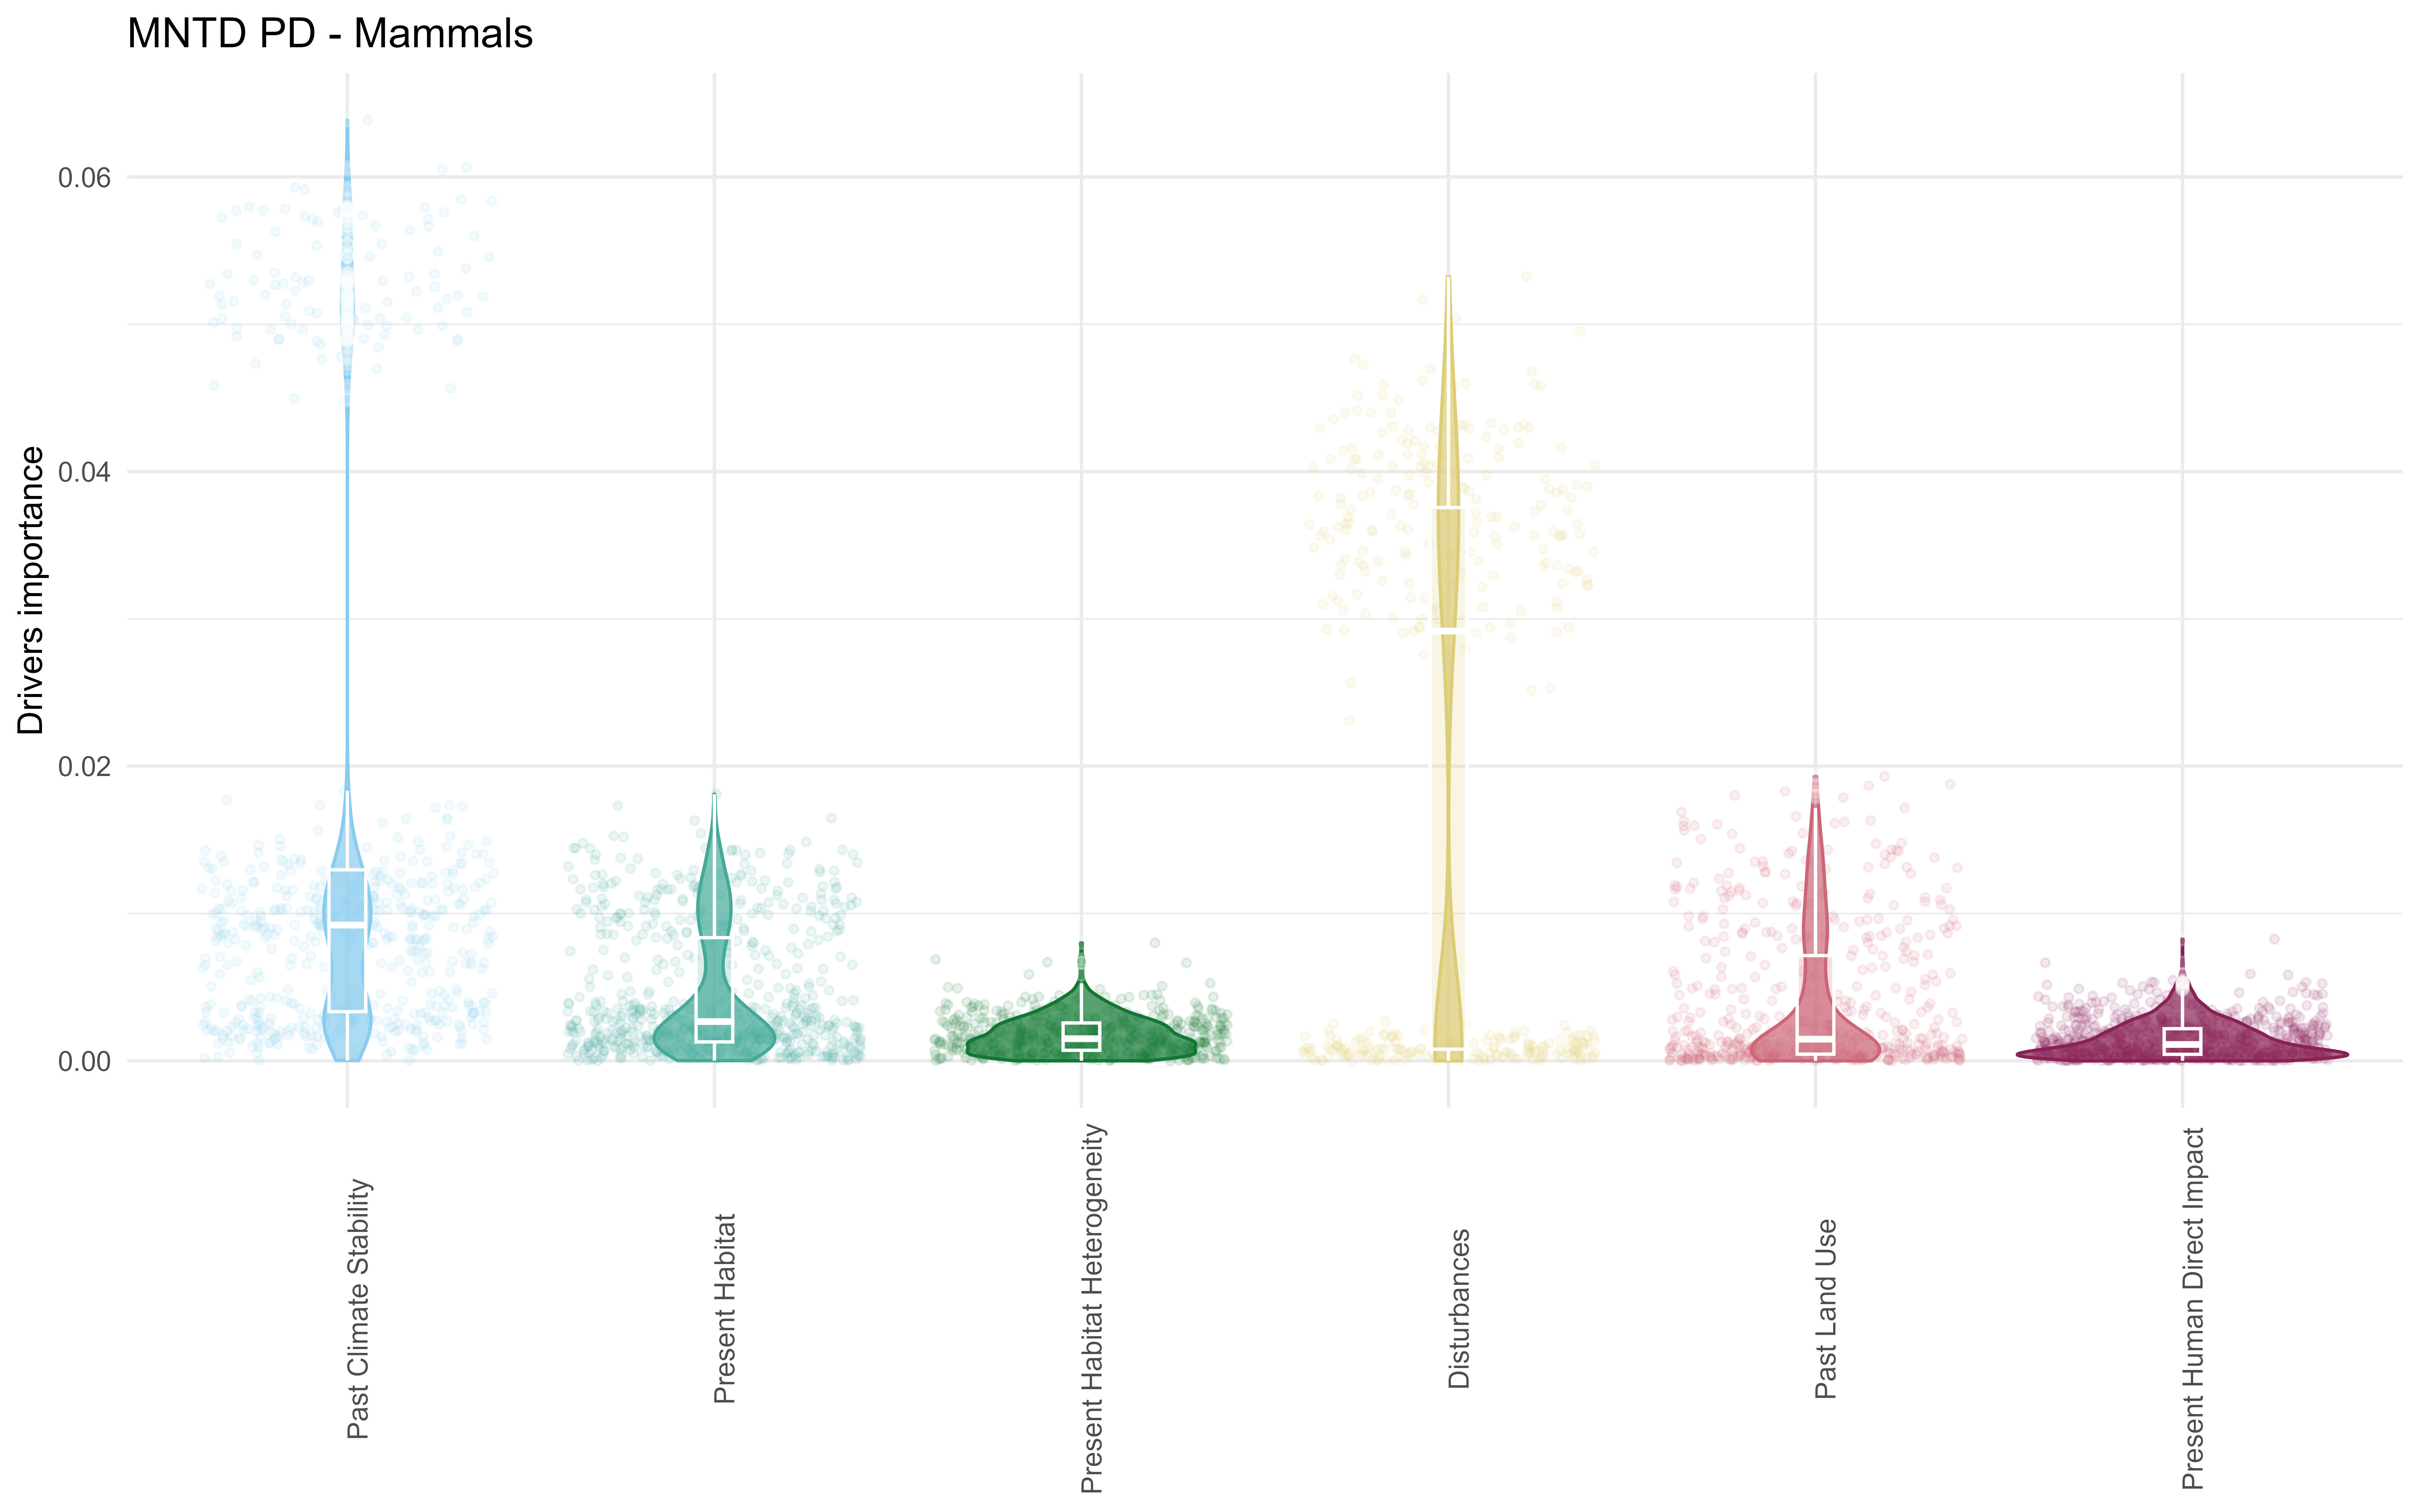 MNTD PD - Mammals
Drivers importance
0.06
0.04
0.02
0.00
Past Climate Stability
Present Habitat
Present Habitat Heterogeneity
Disturbances
Past Land Use
Present Human Direct Impact